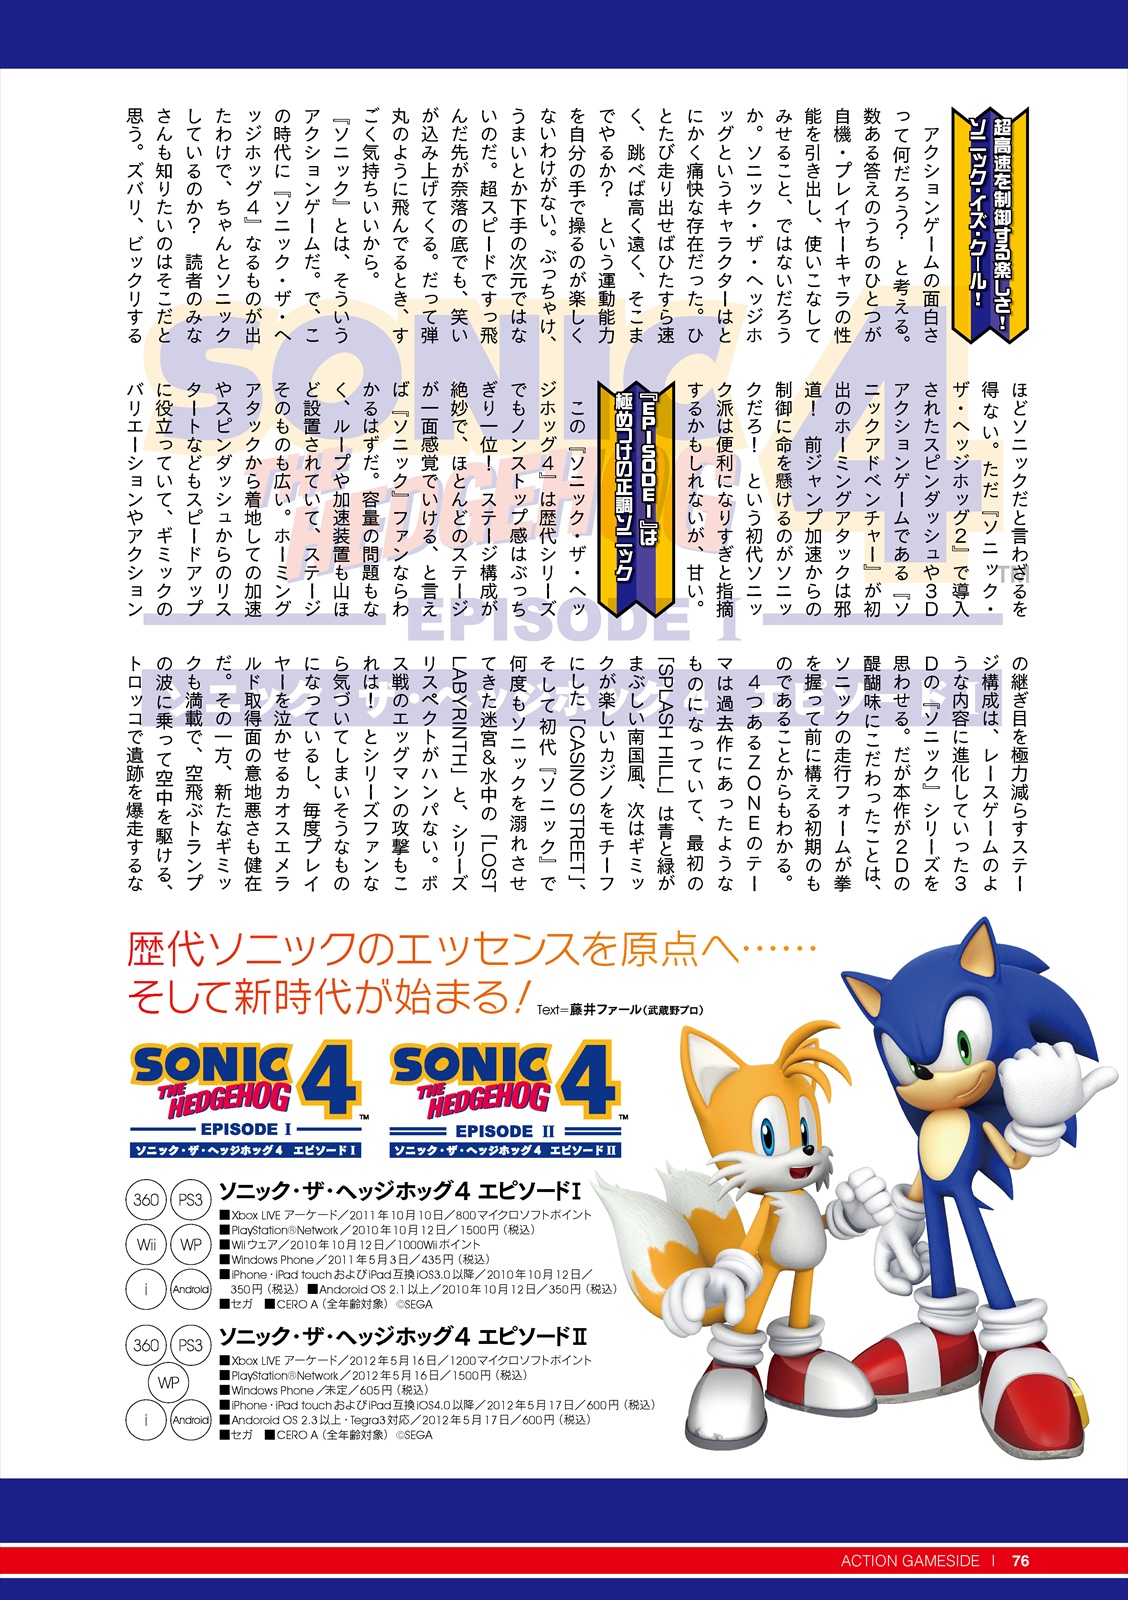 超高速を制御する楽しさ!
ソニック・イズ・クール!
　アクションゲームの面白さ
って何だろう?　と考える。
数ある答えのうちのひとつが
自機・プレイヤーキャラの性
能を引き出し、使いこなして
みせること、ではないだろう
か。ソニック・ザ・ヘッジホ
ッグというキャラクターはと
にかく痛快な存在だった。ひ
とたび走り出せばひたすら速
く、跳べば高く遠く、そこま
でやるか?　という運動能力
を自分の手で操るのが楽しく
ないわけがない。ぶっちゃけ、
うまいとか下手の次元ではな
いのだ。超スピードですっ飛
んだ先が奈落の底でも、笑い
が込み上げてくる。だって弾
丸のように飛んでるとき、す
ごく気持ちいいから。
『ソニック』とは、そういう
アクションゲームだ。で、こ
の時代に『ソニック・ザ・ヘ
ッジホッグ4』なるものが出
たわけで、ちゃんとソニック
しているのか?　読者のみな
さんも知りたいのはそこだと
思う。ズバリ、ビックリする
ほどソニックだと言わざるを
得ない。ただ『ソニック・
ザ・ヘッジホッグ2』で導入
されたスピンダッシュや3D
アクションゲームである『ソ
ニックアドベンチャー』が初
出のホーミングアタックは邪
道!　前ジャンプ加速からの
制御に命を懸けるのがソニッ
クだろ!　という初代ソニッ
ク派は便利になりすぎと指摘
するかもしれないが、甘い。
『EPISODE I』は
極めつけの正調ソニック
　この『ソニック・ザ・ヘッ
ジホッグ4』は歴代シリーズ
でもノンストップ感はぶっち
ぎり一位!　ステージ構成が
絶妙で、ほとんどのステージ
が一面感覚でいける、と言え
ば『ソニック』ファンならわ
かるはずだ。容量の問題もな
く、ループや加速装置も山ほ
ど設置されていて、ステージ
そのものも広い。ホーミング
アタックから着地しての加速
やスピンダッシュからのリス
タートなどもスピードアップ
に役立っていて、ギミックの
バリエーションやアクション
の継ぎ目を極力減らすステー
ジ構成は、レースゲームのよ
うな内容に進化していった3
Dの『ソニック』シリーズを
思わせる。だが本作が2Dの
醍醐味にこだわったことは、
ソニックの走行フォームが拳
を握って前に構える初期のも
のであることからもわかる。
　4つあるZONEのテー
マは過去作にあったような
ものになっていて、最初の
「SPLASH HILL」は青と緑が
まぶしい南国風、次はギミッ
クが楽しいカジノをモチーフ
にした「CASINO STREET」、
そして初代『ソニック』で
何度もソニックを溺れさせ
てきた迷宮&水中の「LOST
LABYRINTH」と、シリーズ
リスペクトがハンパない。ボ
ス戦のエッグマンの攻撃もこ
れは!　とシリーズファンな
ら気づいてしまいそうなもの
になっているし、毎度プレイ
ヤーを泣かせるカオスエメラ
ルド取得面の意地悪さも健在
だ。その一方、新たなギミッ
クも満載で、空飛ぶトランプ
の波に乗って空中を駆ける、
トロッコで遺跡を爆走するな
SONIC THE HEDGEHOG 4 TM
EPISODE I
ソニック・ザ・ヘッジホッグ4　エピソードI
歴代ソニックのエッセンスを原点へ……
そして新時代が始まる!
Text=藤井ファール(武蔵野プロ)
SONIC THE HEDGEHOG 4 TM
EPISODE I
ソニック・ザ・ヘッジホッグ4　エピソードI
SONIC THE HEDGEHOG 4 TM
EPISODE II
ソニック・ザ・ヘッジホッグ4　エピソードII
360 PS3
Wii WP
i Android
ソニック・ザ・ヘッジホッグ4 エピソードI
■Xbox LIVE アーケード/2011年10月10日/800マイクロソフトポイント
■PlayStation®Network/2010年10月12日/1500円(税込)
■Wiiウェア/2010年10月12日/1000Wiiポイント
■Windows Phone/2011年5月3日/435円(税込)
■iPhone・iPad touchおよびiPad互換iOS3.0以降/2010年10月12日/
350円(税込)　■Andoroid OS 2.1以上/2010年10月12日/350円(税込)
■セガ　■CERO A(全年齢対象)　©SEGA
360 PS3
WP
i Android
ソニック・ザ・ヘッジホッグ4 エピソードII
■Xbox LIVE アーケード/2012年5月16日/1200マイクロソフトポイント
■PlayStation®Network/2012年5月16日/1500円(税込)
■Windows Phone/未定/605円(税込)
■iPhone・iPad touchおよびiPad互換iOS4.0以降/2012年5月17日/600円(税込)
■Andoroid OS 2.3以上・Tegra3対応/2012年5月17日/600円(税込)
■セガ　■CERO A(全年齢対象)　©SEGA
ACTION GAMESIDE | 76